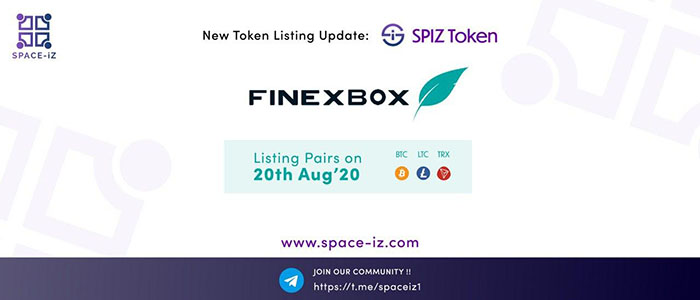 SPACE-iZ
New Token Listing Update: SPIZ Token
FINEXBOX
Listing Pairs on
20th Aug'20
BTC LTC TRX
www.space-iz.com
JOIN OUR COMMUNITY !!
https://t.me/spaceiz1